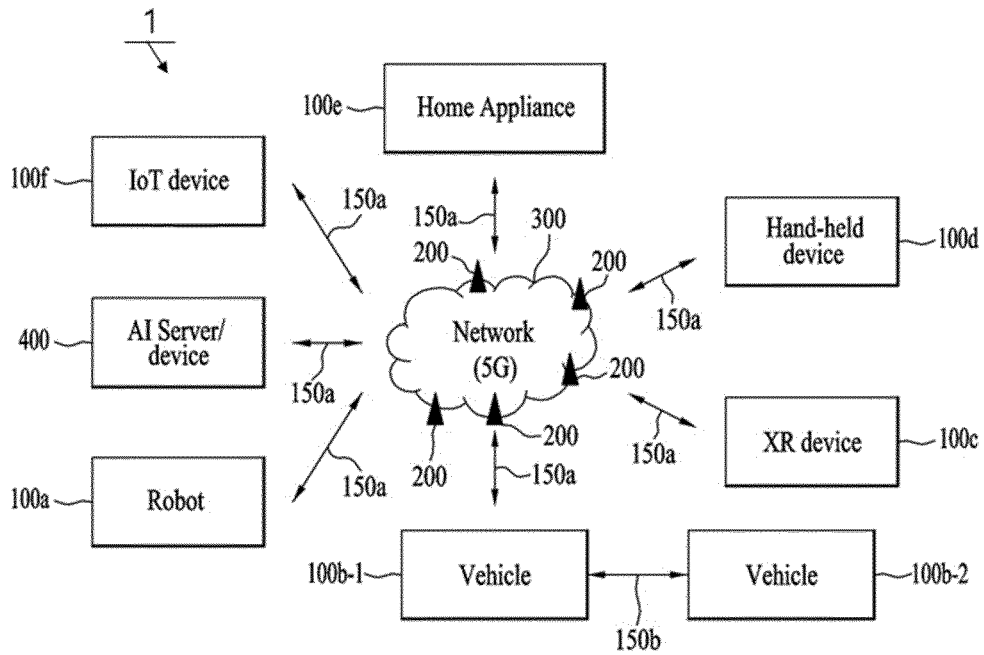 1
100e
Home Appliance
100f
IoT device
150a
150a
300
200
200
Hand-held
device
100d
150a
400
AI Server/
device
150a
Network
(5G)
200
200
200
150a
XR device
100c
100a
Robot
150a
150a
100b-1
Vehicle
Vehicle
100b-2
150b